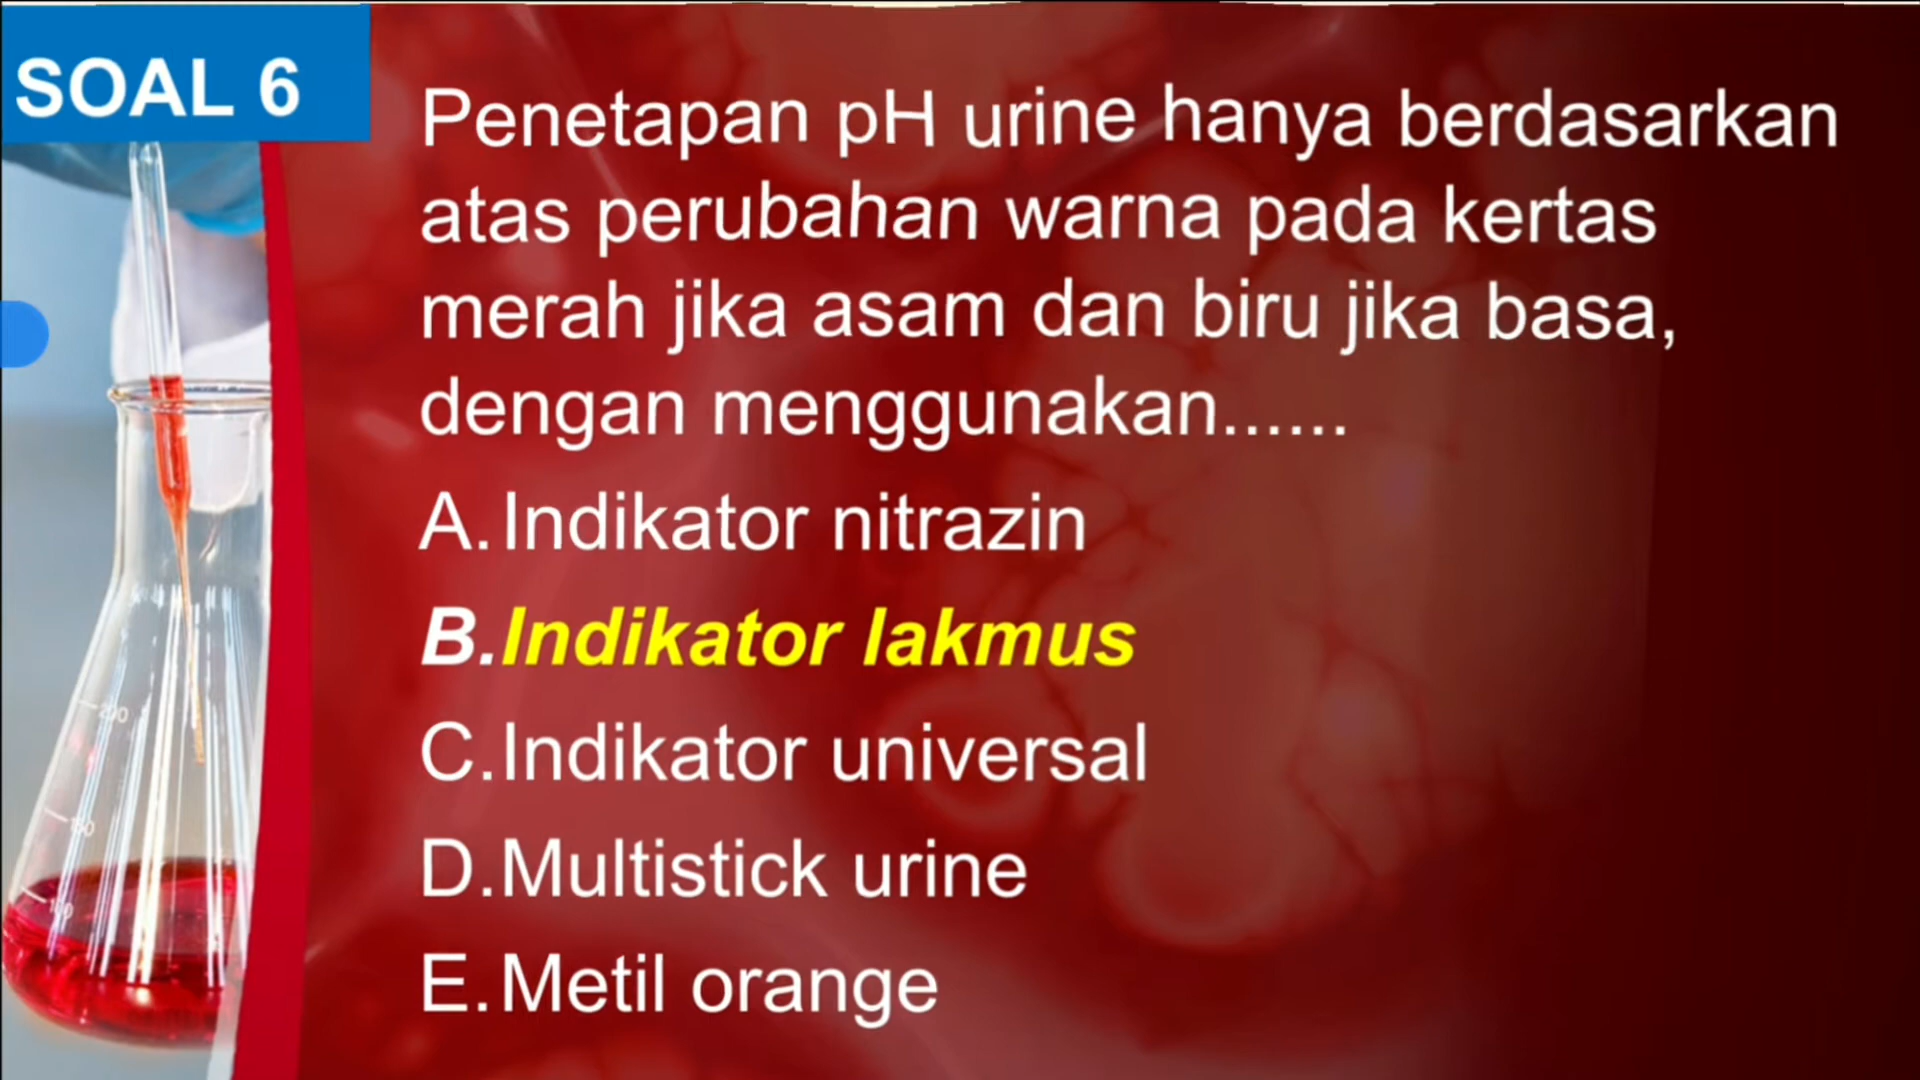 SOAL 6
Penetapan pH urine hanya berdasarkan
atas perubahan warna pada kertas
merah jika asam dan biru jika basa,
dengan menggunakan......
A. Indikator nitrazin
B. Indikator lakmus
C. Indikator universal
D. Multistick urine
E. Metil orange